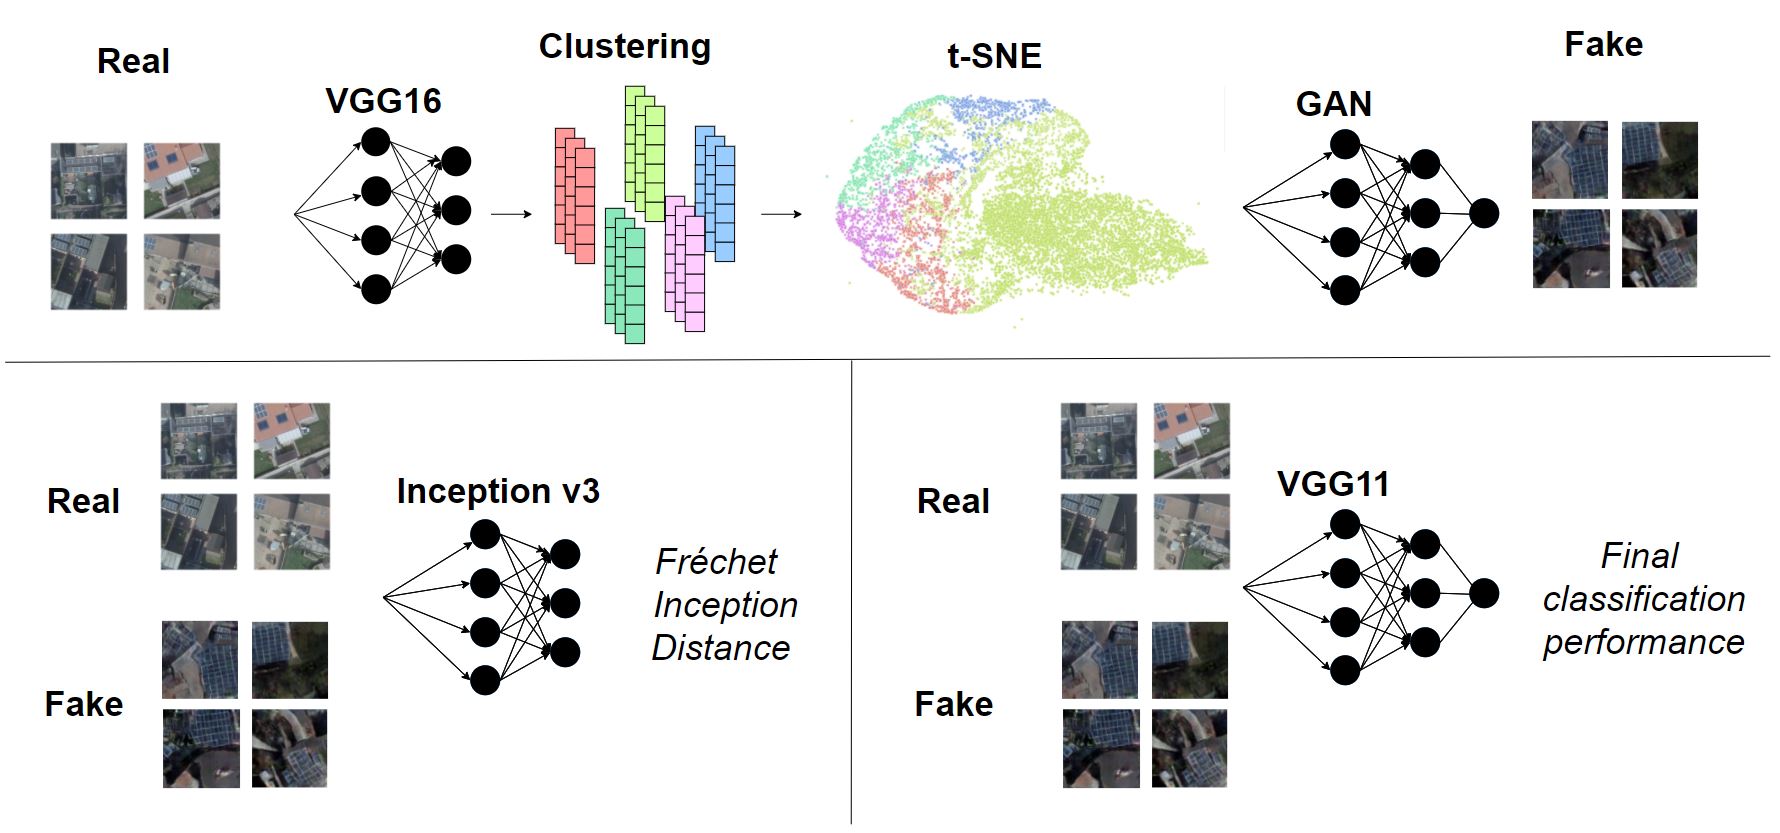 Real
VGG16
Clustering
t-SNE
GAN
Fake
Real
Fake
Inception v3
Fréchet
Inception
Distance
Real
Fake
VGG11
Final
classification
performance